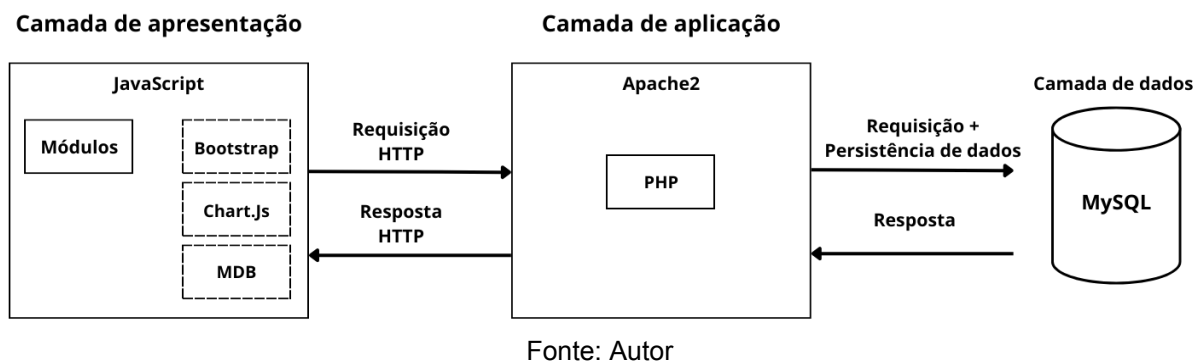 Camada de apresentação
Camada de aplicação
JavaScript
Módulos
Bootstrap
Chart.Js
MDB
Requisição
HTTP
Resposta
HTTP
Apache2
PHP
Requisição +
Persistência de dados
Resposta
Camada de dados
MySQL
Fonte: Autor